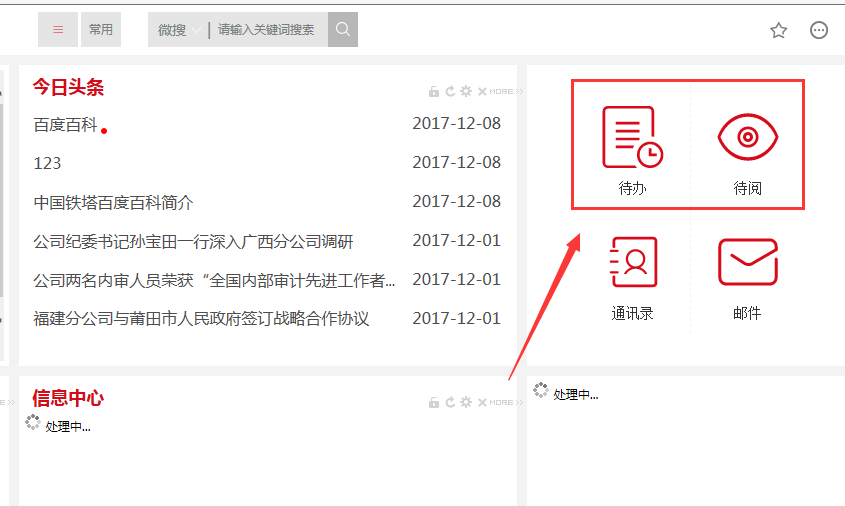 常用
微搜
请输入关键词搜索
今日头条
MORE
百度百科
2017-12-08
123
2017-12-08
中国铁塔百度百科简介
2017-12-08
公司纪委书记孙宝田一行深入广西分公司调研
2017-12-01
公司两名内审人员荣获“全国内部审计先进工作者...
2017-12-01
福建分公司与莆田市人民政府签订战略合作协议
2017-12-01
待办
待阅
通讯录
邮件
信息中心
MORE
处理中...
处理中...